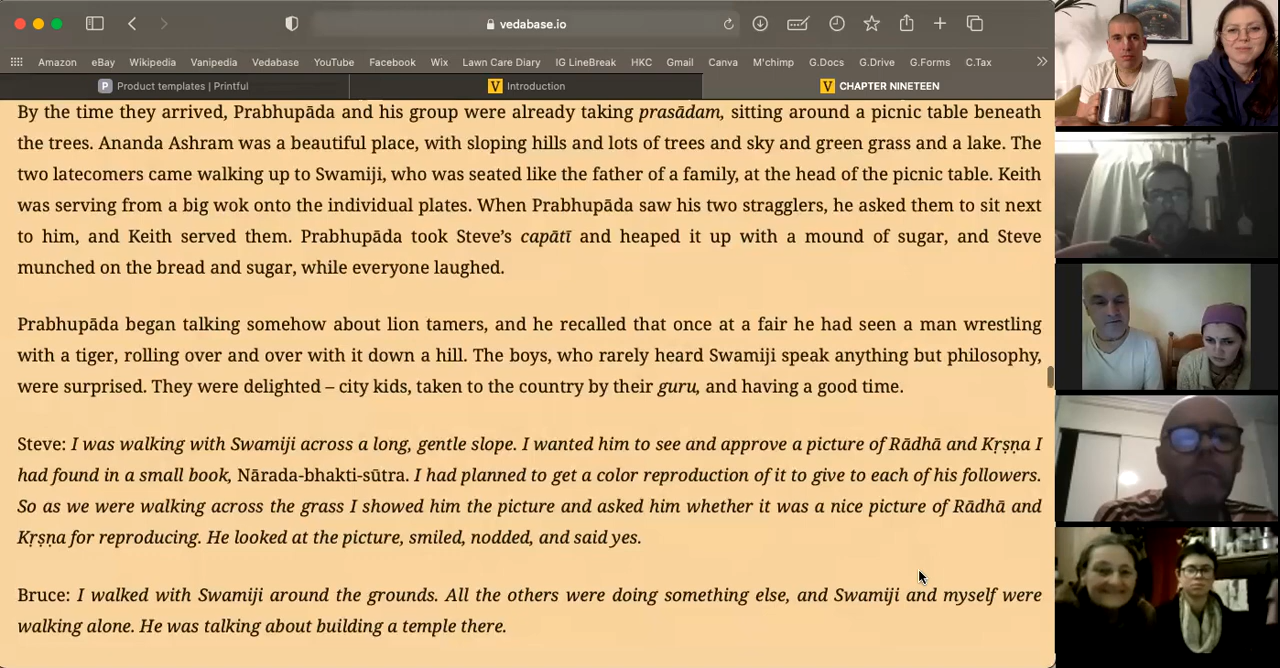 vedabase.io
Amazon eBay Wikipedia Vanipedia Vedabase YouTube Facebook Wix Lawn Care Diary IG LineBreak HKC Gmail Canva M'chimp G.Docs G.Drive G.Forms C.Tax
Product templates | Printful Introduction CHAPTER NINETEEN
By the time they arrived, Prabhupāda and his group were already taking prasādam, sitting around a picnic table beneath
the trees. Ananda Ashram was a beautiful place, with sloping hills and lots of trees and sky and green grass and a lake. The
two latecomers came walking up to Swamiji, who was seated like the father of a family, at the head of the picnic table. Keith
was serving from a big wok onto the individual plates. When Prabhupāda saw his two stragglers, he asked them to sit next
to him, and Keith served them. Prabhupāda took Steve’s capātī and heaped it up with a mound of sugar, and Steve
munched on the bread and sugar, while everyone laughed.
Prabhupāda began talking somehow about lion tamers, and he recalled that once at a fair he had seen a man wrestling
with a tiger, rolling over and over with it down a hill. The boys, who rarely heard Swamiji speak anything but philosophy,
were surprised. They were delighted – city kids, taken to the country by their guru, and having a good time.
Steve: I was walking with Swamiji across a long, gentle slope. I wanted him to see and approve a picture of Rādhā and Kṛṣṇa I
had found in a small book, Nārada-bhakti-sūtra. I had planned to get a color reproduction of it to give to each of his followers.
So as we were walking across the grass I showed him the picture and asked him whether it was a nice picture of Rādhā and
Kṛṣṇa for reproducing. He looked at the picture, smiled, nodded, and said yes.
Bruce: I walked with Swamiji around the grounds. All the others were doing something else, and Swamiji and myself were
walking alone. He was talking about building a temple there.